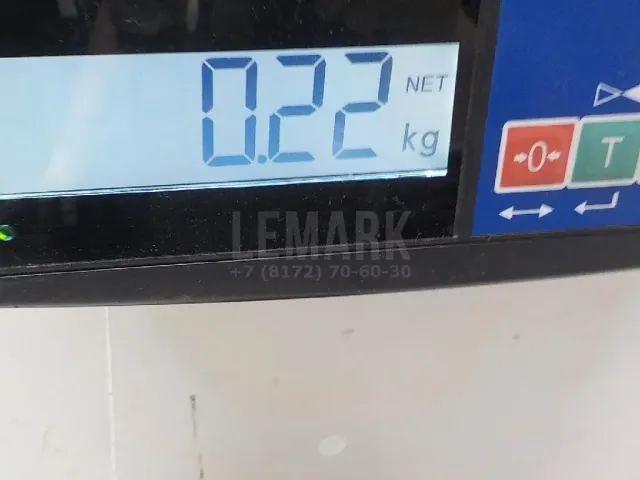 0.22
NET
kg
→0←
T
LEMARK
+7 (8172) 70-60-30